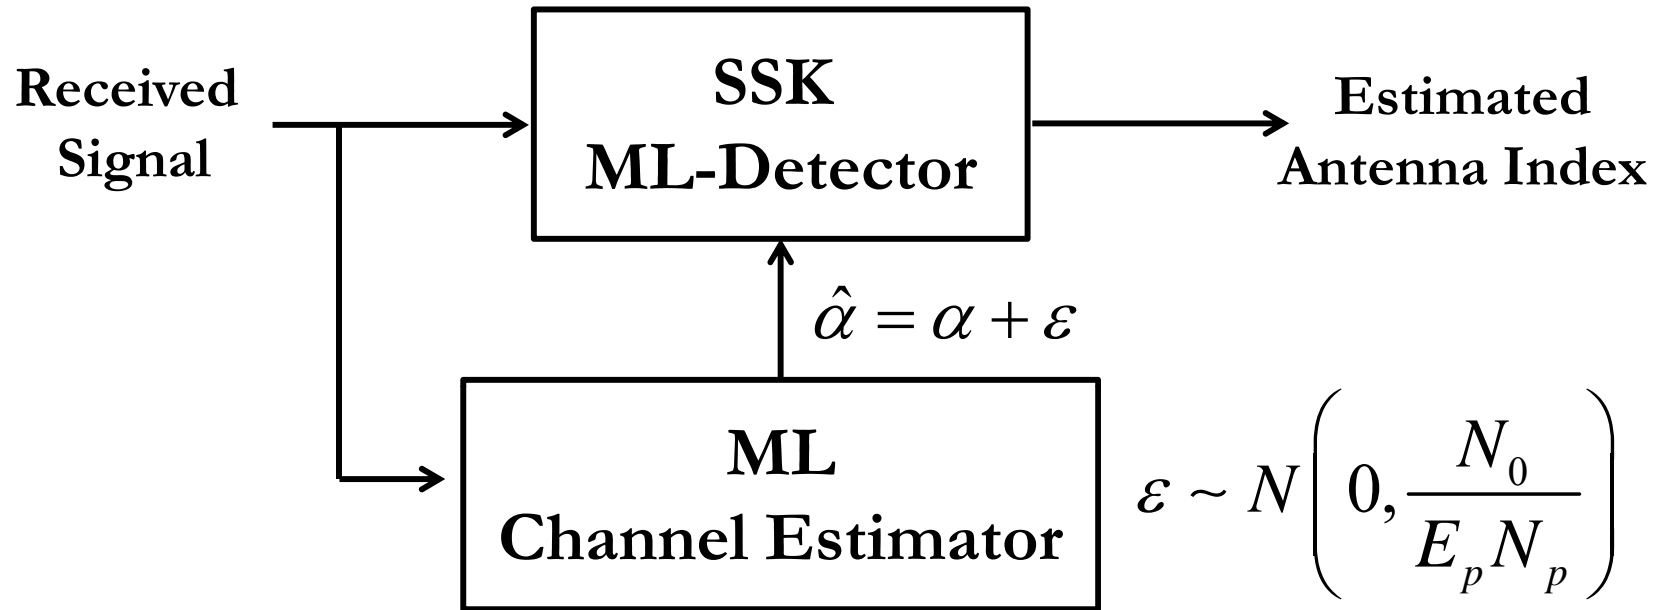 Received
Signal
SSK
ML-Detector
Estimated
Antenna Index
α̂ = α + ε
ML
Channel Estimator
ε ~ N(0, N₀ / (EₚNₚ))